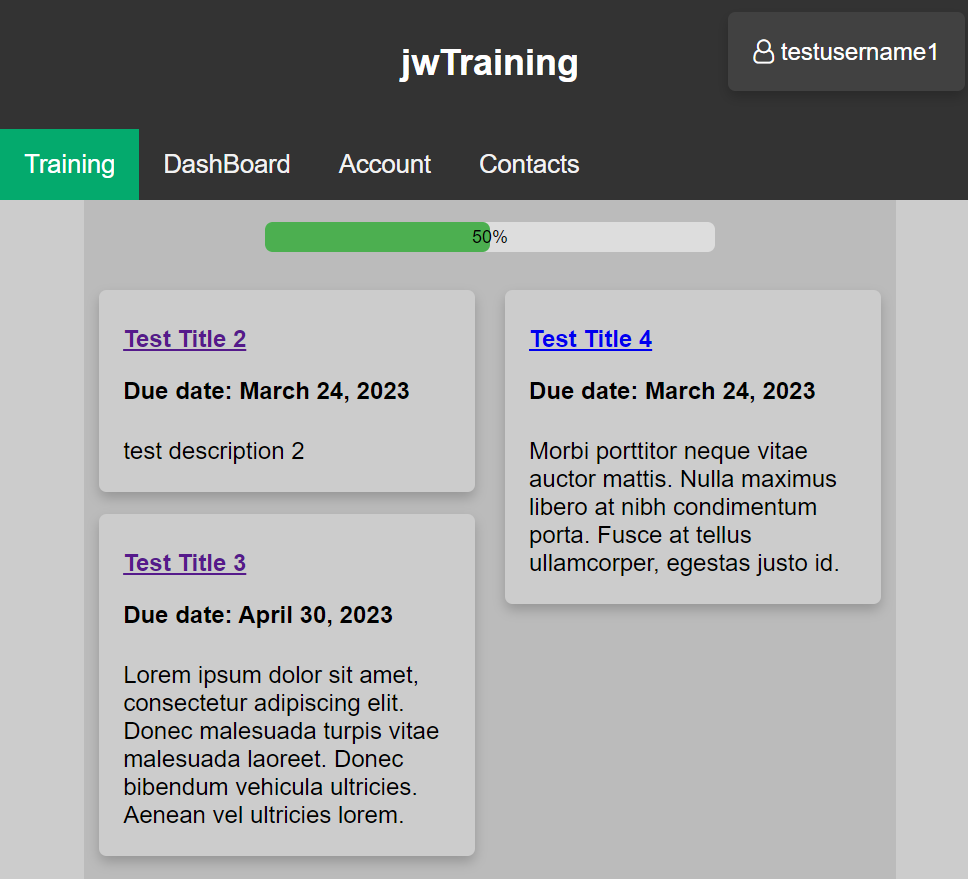 jwTraining
testusername1
Training DashBoard Account Contacts
50%
Test Title 2
Due date: March 24, 2023
test description 2
Test Title 3
Due date: April 30, 2023
Lorem ipsum dolor sit amet,
consectetur adipiscing elit.
Donec malesuada turpis vitae
malesuada laoreet. Donec
bibendum vehicula ultricies.
Aenean vel ultricies lorem.
Test Title 4
Due date: March 24, 2023
Morbi porttitor neque vitae
auctor mattis. Nulla maximus
libero at nibh condimentum
porta. Fusce at tellus
ullamcorper, egestas justo id.